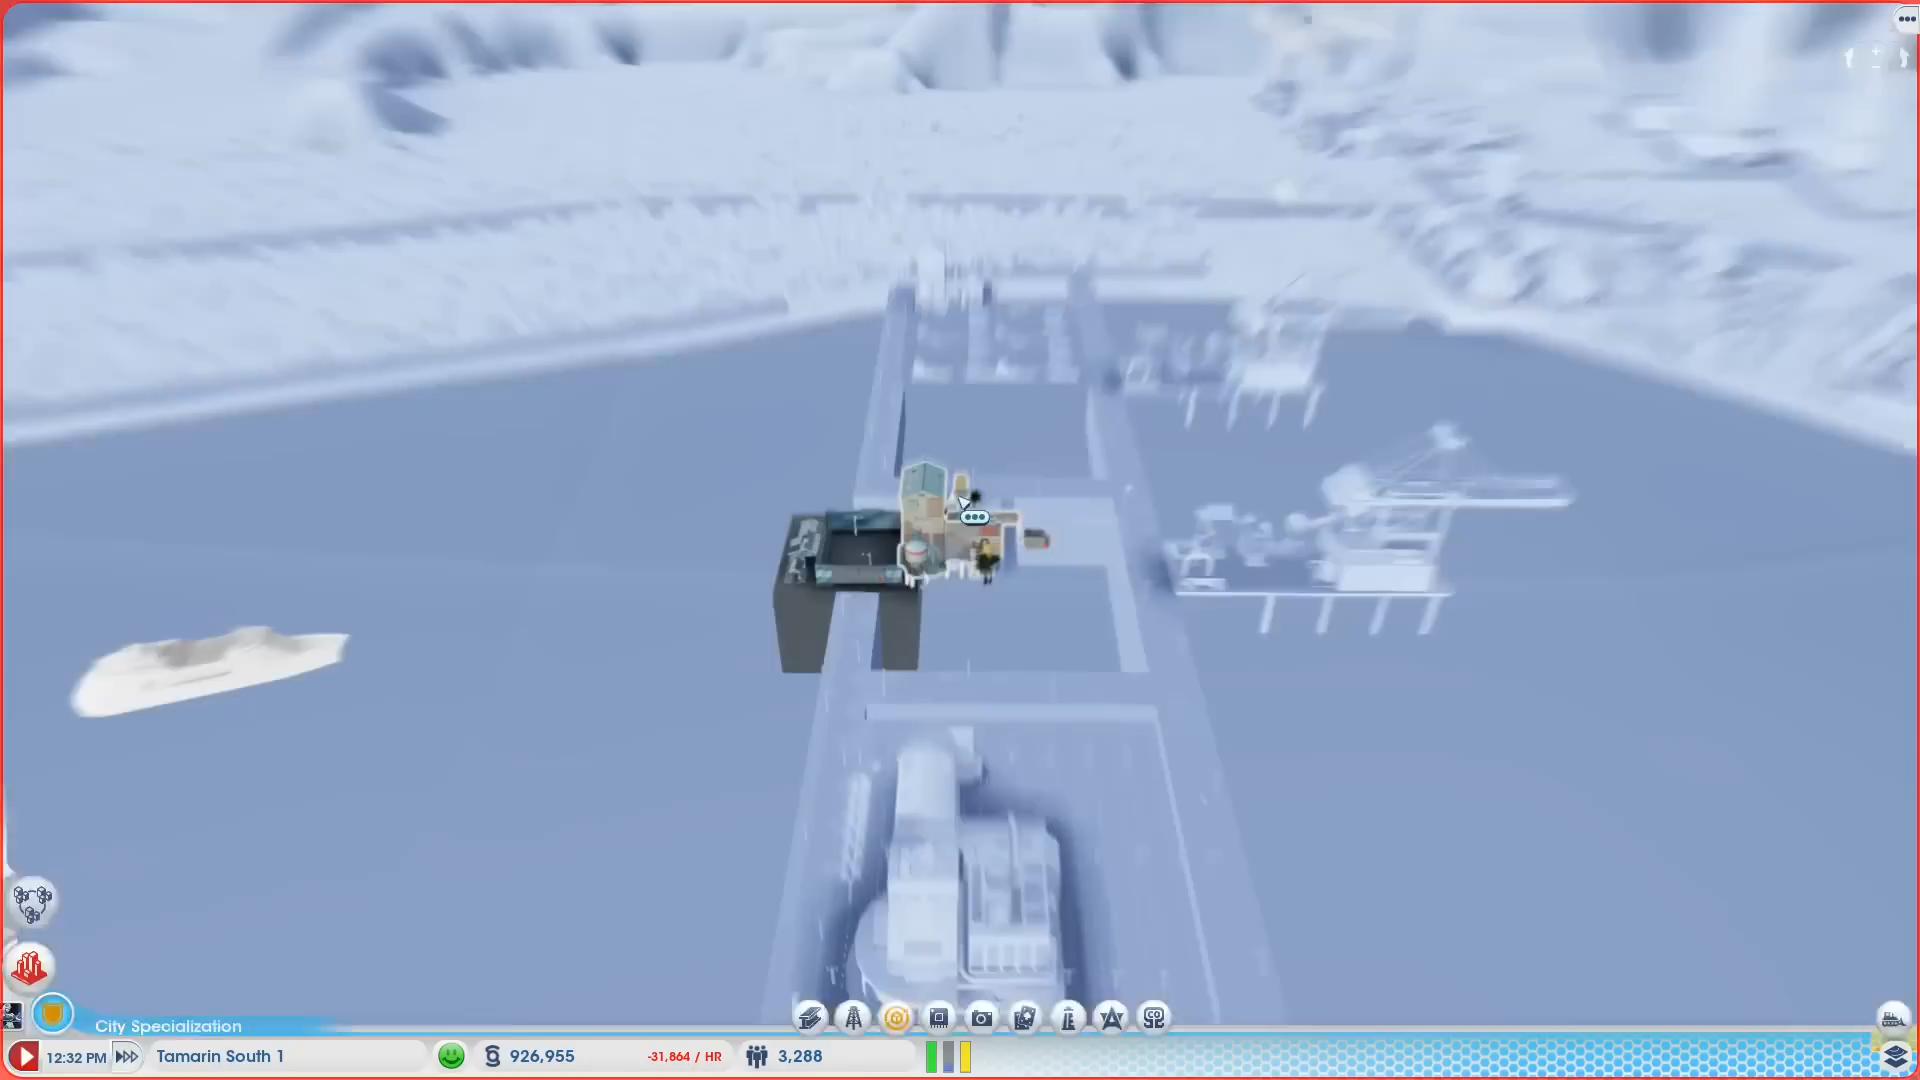 City Specialization
12:32 PM
Tamarin South 1
926,955
-31,864 / HR
3,288